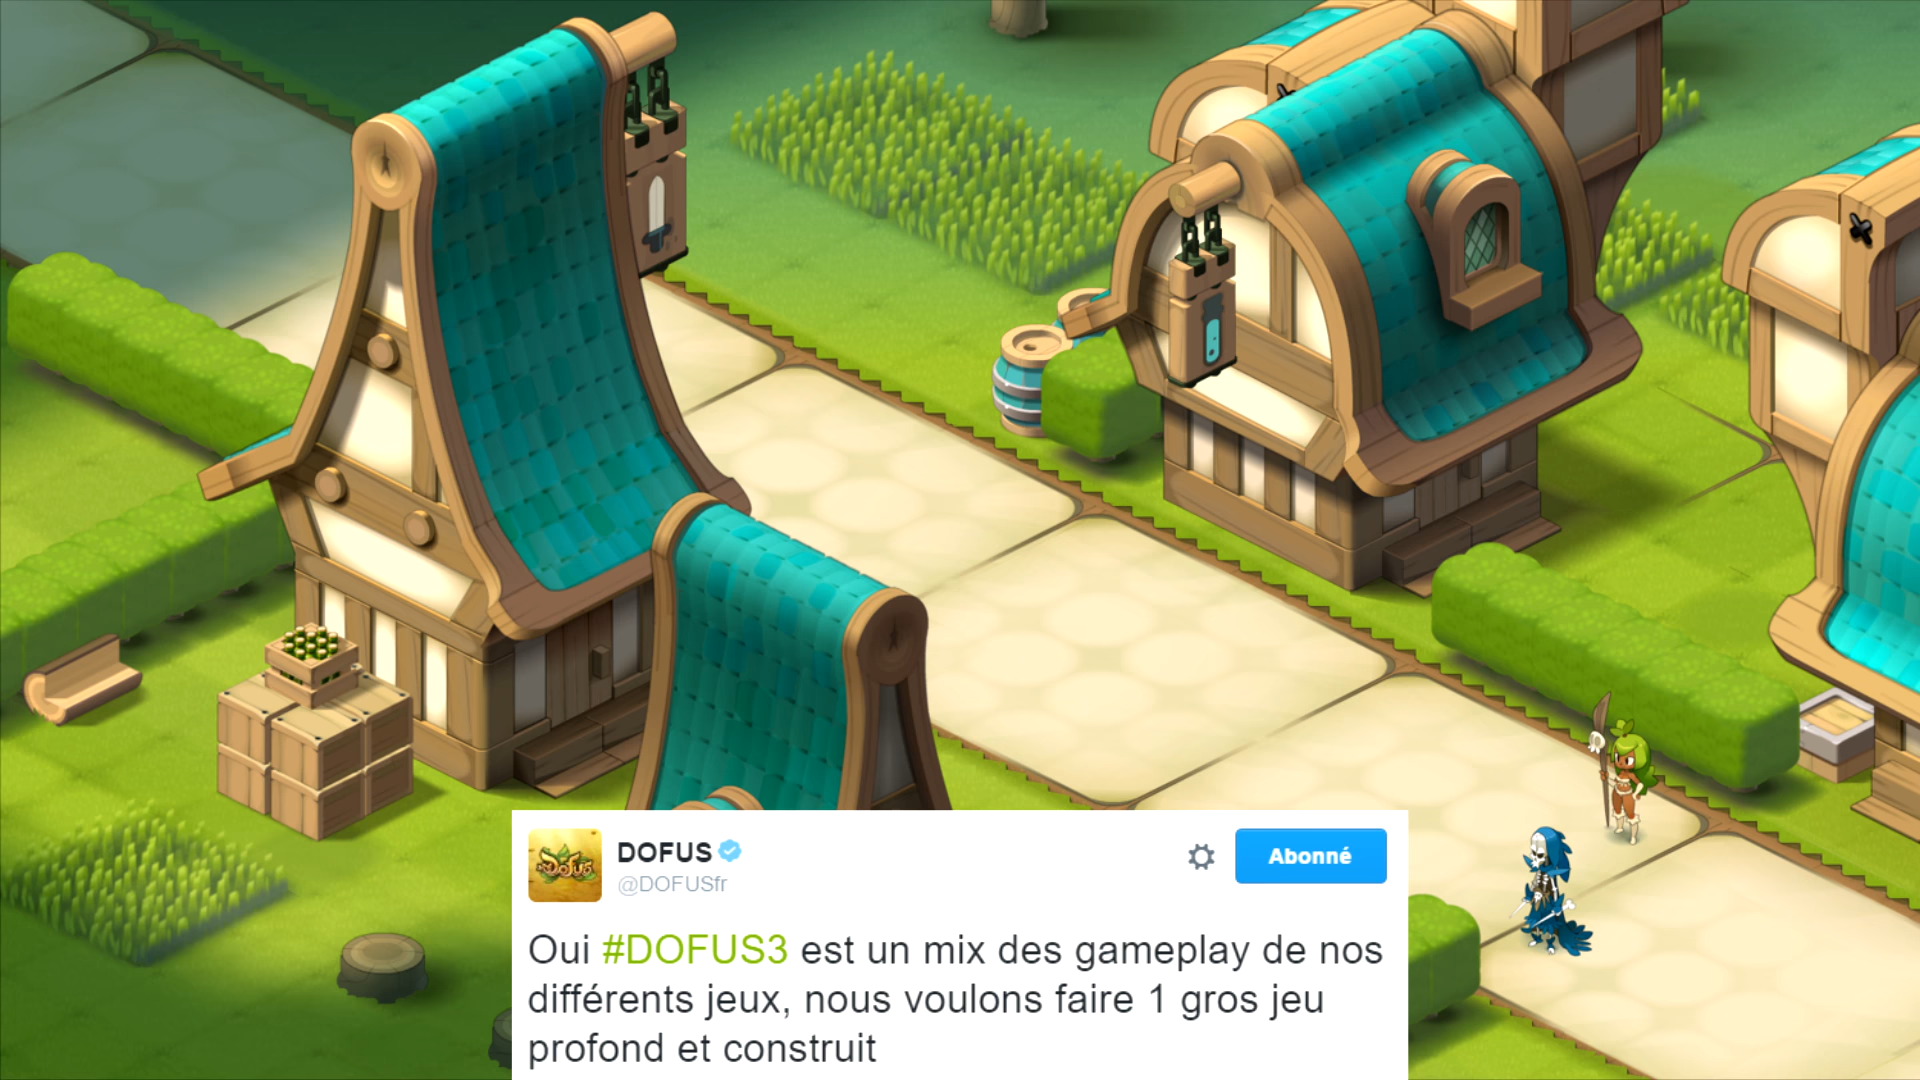 DOFUS
DOFUS
@DOFUSfr
Abonné
Oui #DOFUS3 est un mix des gameplay de nos
différents jeux, nous voulons faire 1 gros jeu
profond et construit